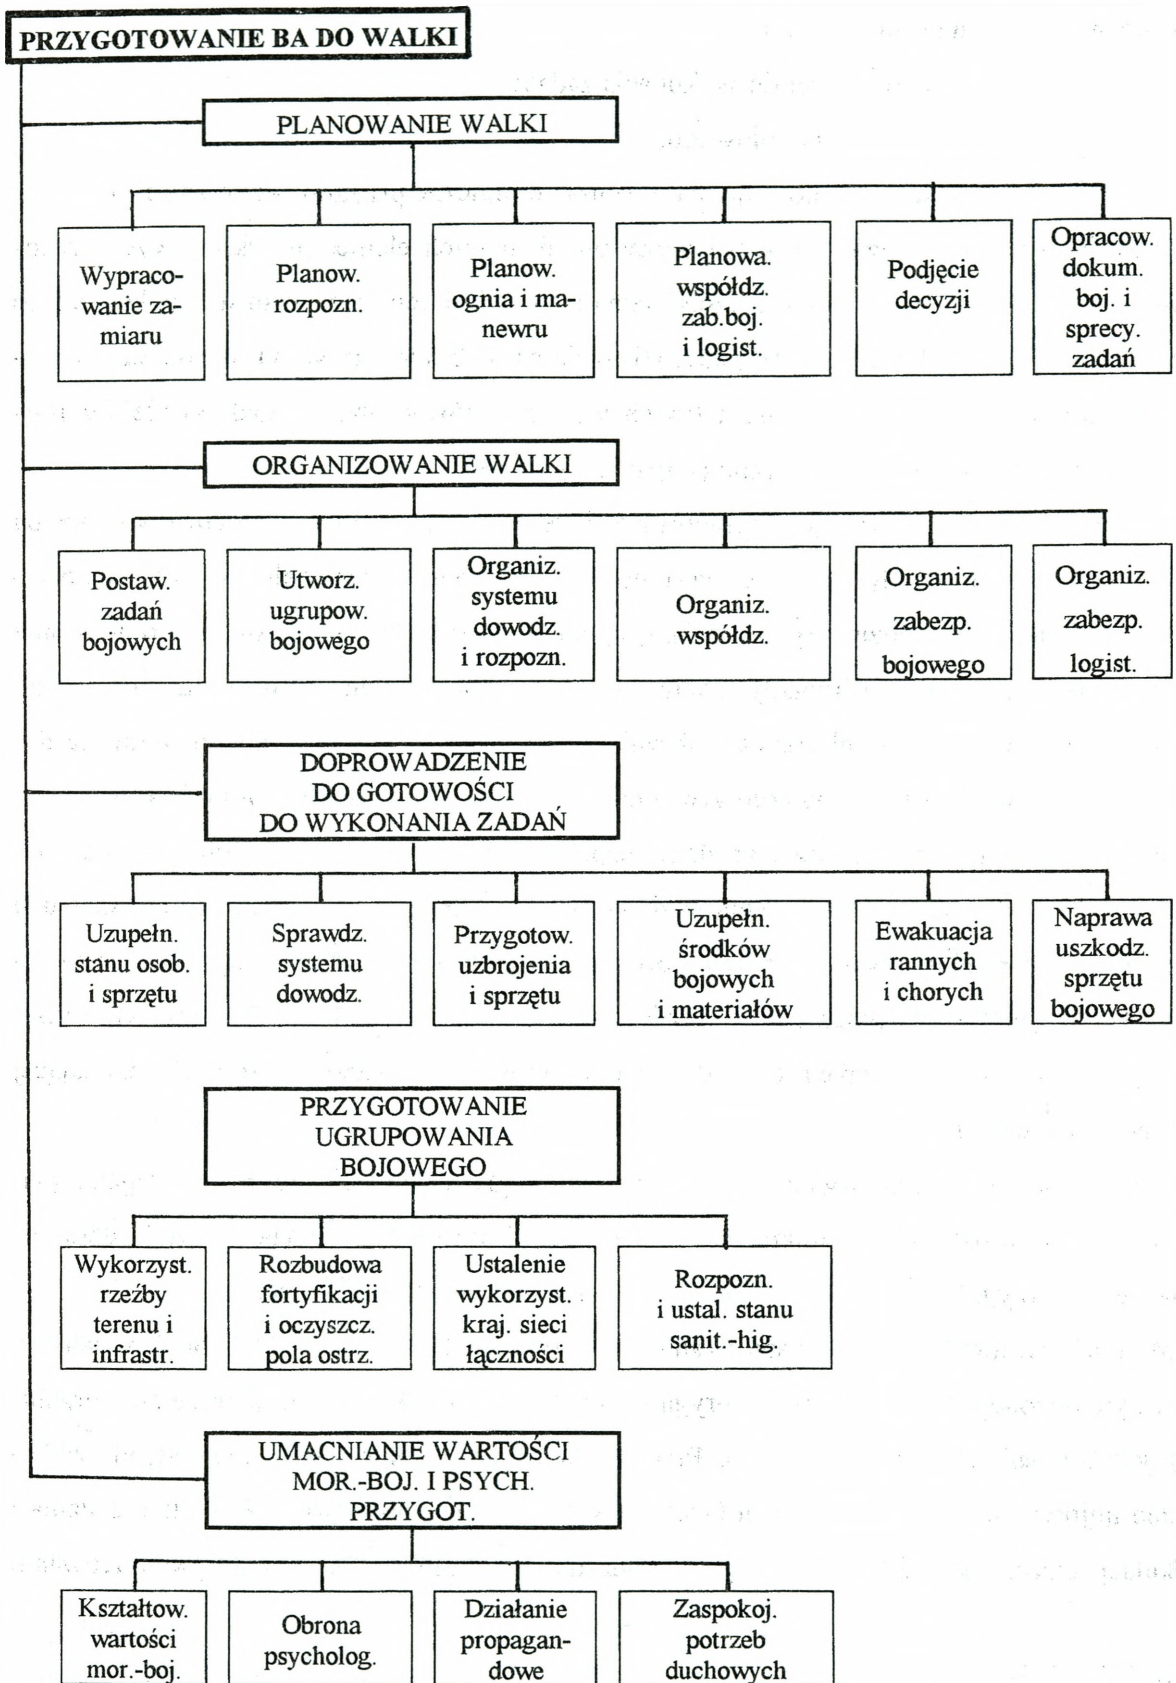 PRZYGOTOWANIE BA DO WALKI
PLANOWANIE WALKI
Wypraco-
wanie za-
miaru
Planow.
rozpozn.
Planow.
ognia i ma-
newru
Planowa.
współdz.
zab.boj.
i logist.
Podjęcie
decyzji
Opracow.
dokum.
boj. i
sprecy.
zadań
ORGANIZOWANIE WALKI
Postaw.
zadań
bojowych
Utworz.
ugrupow.
bojowego
Organiz.
systemu
dowodz.
i rozpozn.
Organiz.
współdz.
Organiz.
zabezp.
bojowego
Organiz.
zabezp.
logist.
DOPROWADZENIE
DO GOTOWOŚCI
DO WYKONANIA ZADAŃ
Uzupełn.
stanu osob.
i sprzętu
Sprawdz.
systemu
dowodz.
Przygotow.
uzbrojenia
i sprzętu
Uzupełn.
środków
bojowych
i materiałów
Ewakuacja
rannych
i chorych
Naprawa
uszkodz.
sprzętu
bojowego
PRZYGOTOWANIE
UGRUPOWANIA
BOJOWEGO
Wykorzyst.
rzeźby
terenu i
infrastr.
Rozbudowa
fortyfikacji
i oczyszcz.
pola ostrz.
Ustalenie
wykorzyst.
kraj. sieci
łączności
Rozpozn.
i ustal. stanu
sanit.-hig.
UMACNIANIE WARTOŚCI
MOR.-BOJ. I PSYCH.
PRZYGOT.
Kształtow.
wartości
mor.-boj.
Obrona
psycholog.
Działanie
propagan-
dowe
Zaspokoj.
potrzeb
duchowych